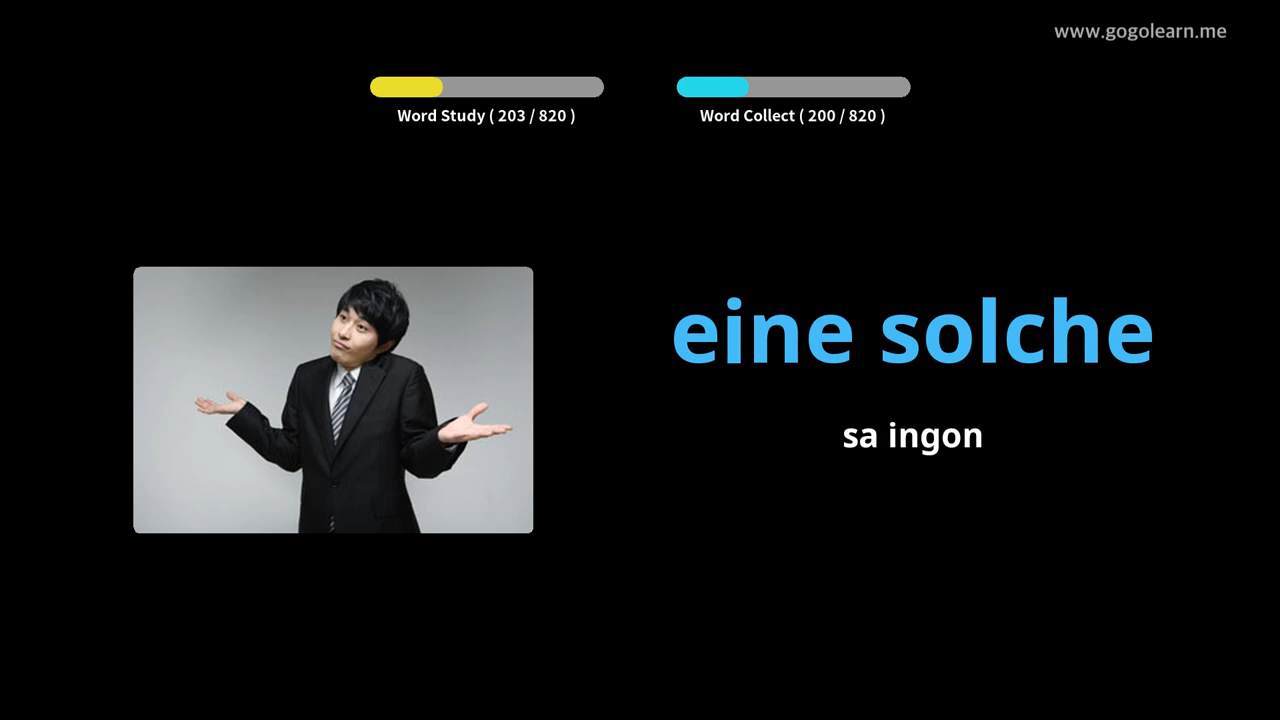 www.gogolearn.me
Word Study ( 203 / 820 )
Word Collect ( 200 / 820 )
eine solche
sa ingon